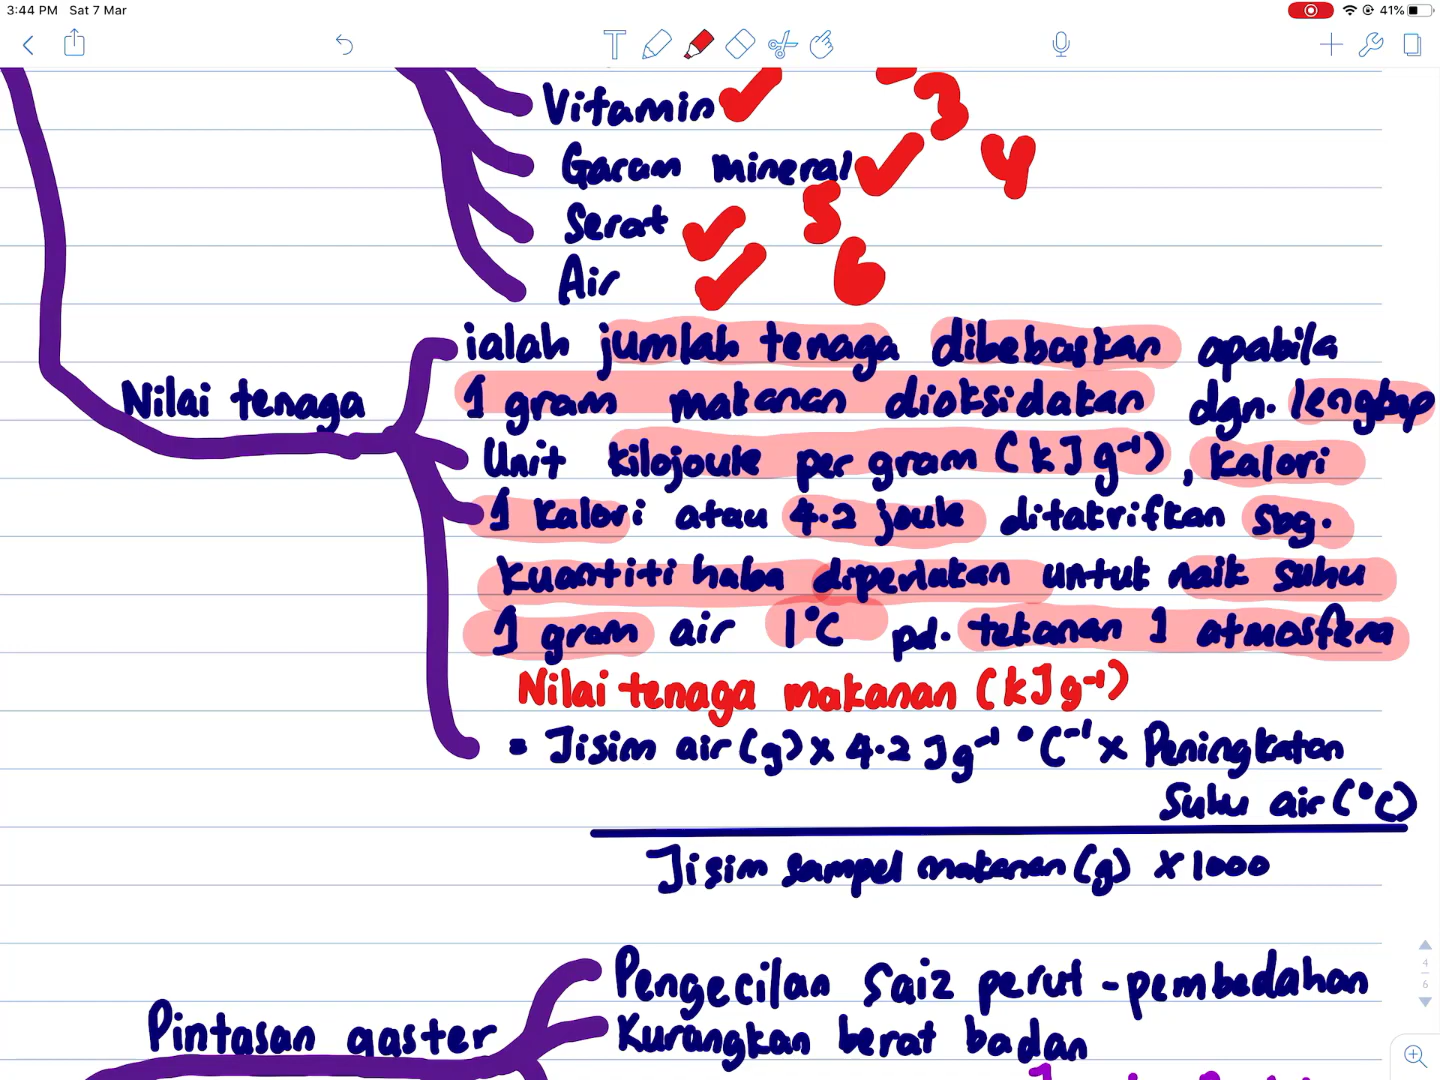 3:44 PM Sat 7 Mar
41%
T
Vitamin
3
Garam mineral
4
Serat
5
Air
6
ialah jumlah tenaga dibebaskan apabila
Nilai tenaga
1 gram makanan dioksidakan dgn. lengkap
Unit kilojoule per gram (kJ g⁻¹), kalori
1 kalori atau 4.2 joule ditakrifkan sbg.
kuantiti haba diperlukan untuk naik suhu
1 gram air 1°C pd. tekanan 1 atmosfera
Nilai tenaga makanan (kJ g⁻¹)
= Jisim air (g) × 4.2 Jg⁻¹ °C⁻¹ × Peningkatan
Suhu air (°C)
Jisim sampel makanan (g) × 1000
4
6
Pengecilan saiz perut - pembedahan
Pintasan gaster
Kurangkan berat badan